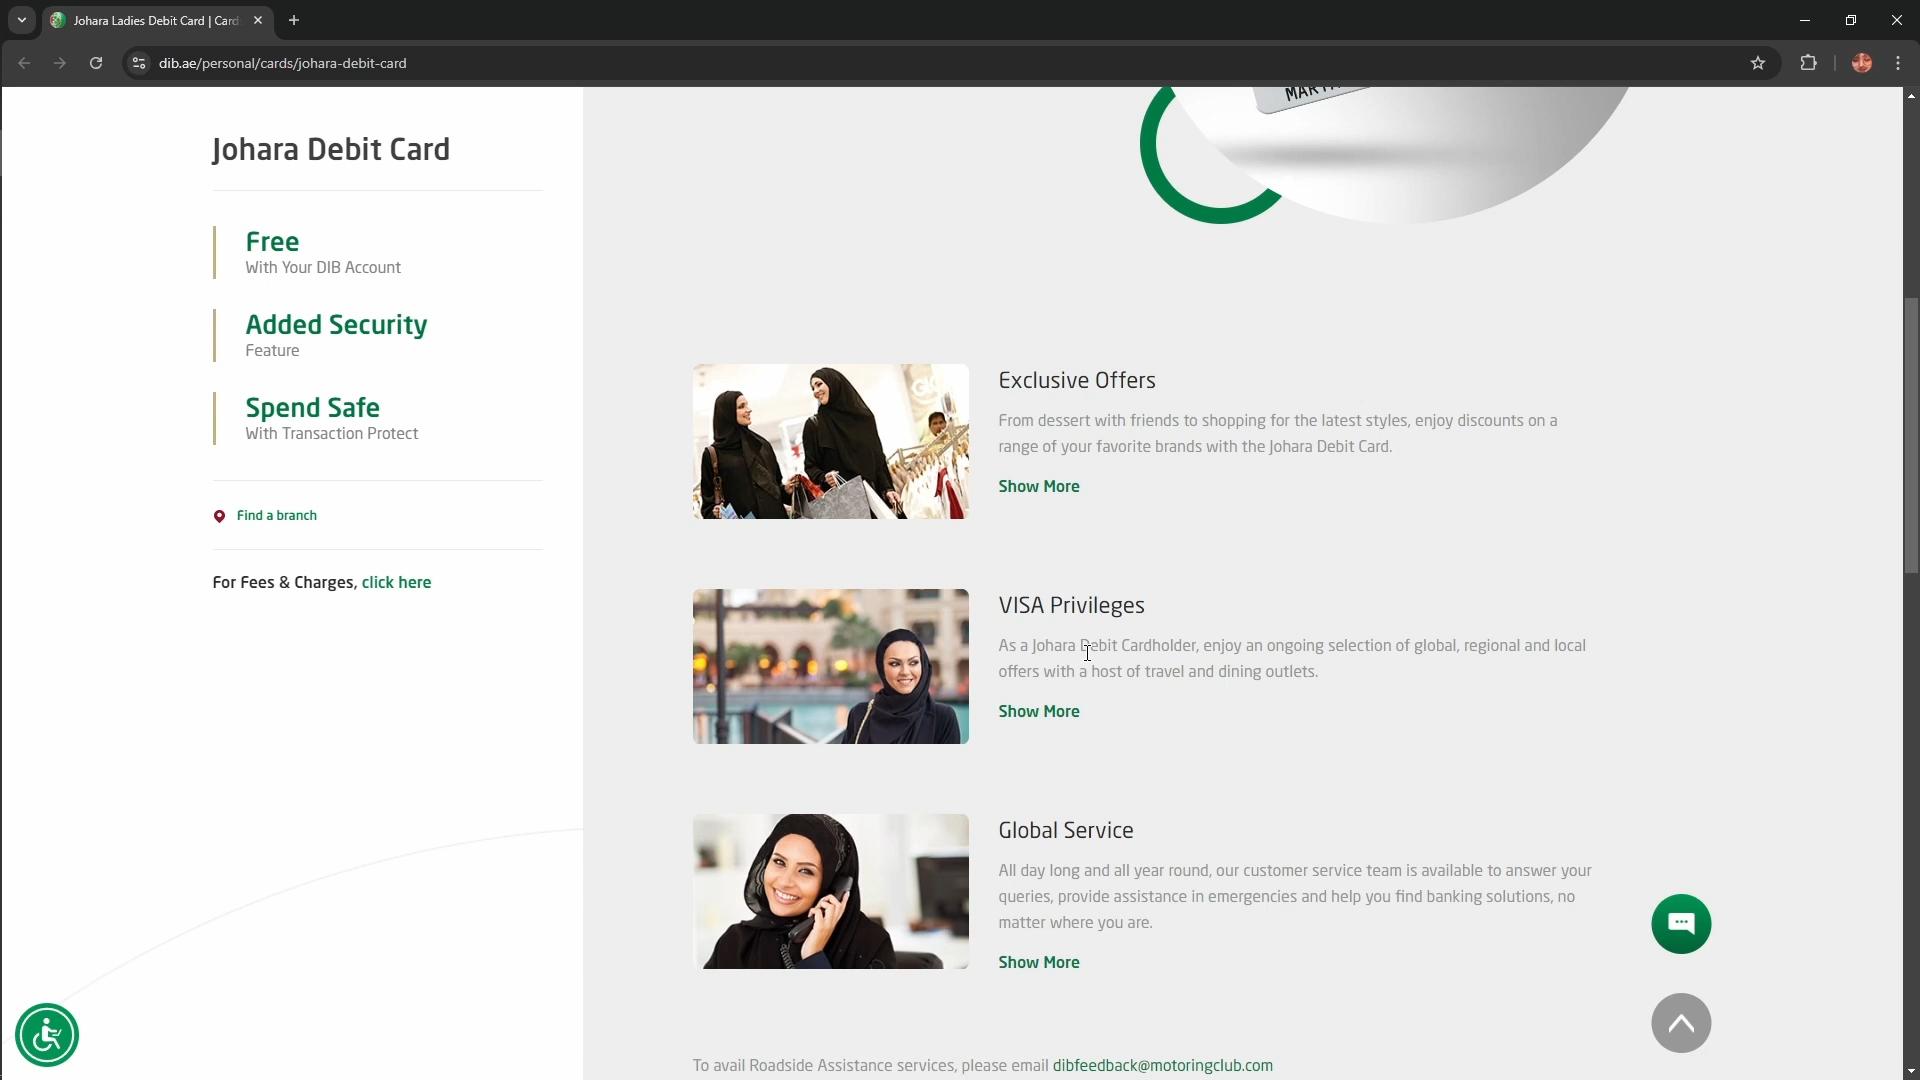 Johara Ladies Debit Card | Card
dib.ae/personal/cards/johara-debit-card
Johara Debit Card
Free
With Your DIB Account
Added Security
Feature
Spend Safe
With Transaction Protect
Find a branch
For Fees & Charges, click here
Exclusive Offers
From dessert with friends to shopping for the latest styles, enjoy discounts on a
range of your favorite brands with the Johara Debit Card.
Show More
VISA Privileges
As a Johara Debit Cardholder, enjoy an ongoing selection of global, regional and local
offers with a host of travel and dining outlets.
Show More
Global Service
All day long and all year round, our customer service team is available to answer your
queries, provide assistance in emergencies and help you find banking solutions, no
matter where you are.
Show More
To avail Roadside Assistance services, please email dibfeedback@motoringclub.com